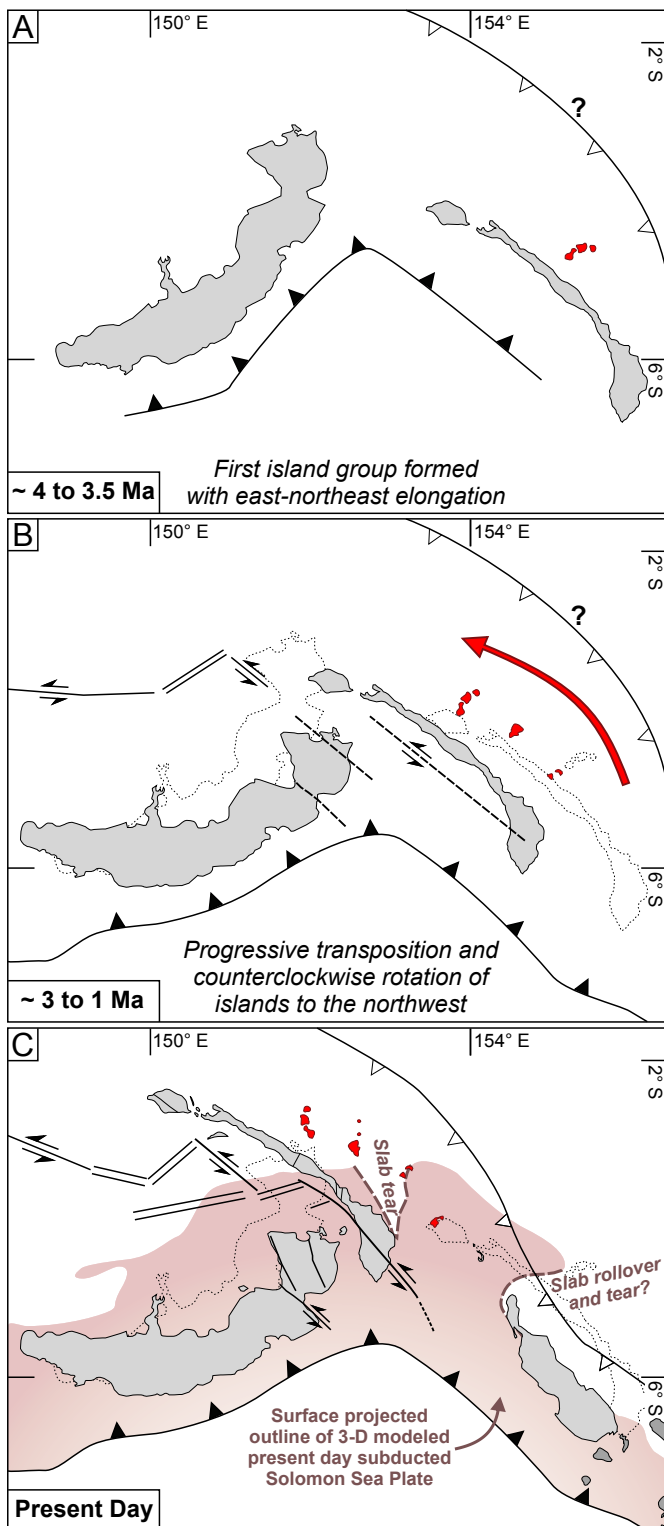 A
150° E
154° E
2° S
?
6° S
~ 4 to 3.5 Ma
First island group formed
with east-northeast elongation
B
150° E
154° E
2° S
?
6° S
~ 3 to 1 Ma
Progressive transposition and
counterclockwise rotation of
islands to the northwest
C
150° E
154° E
2° S
Slab tear
Slab rollover
and tear?
6° S
Surface projected
outline of 3-D modeled
present day subducted
Solomon Sea Plate
Present Day